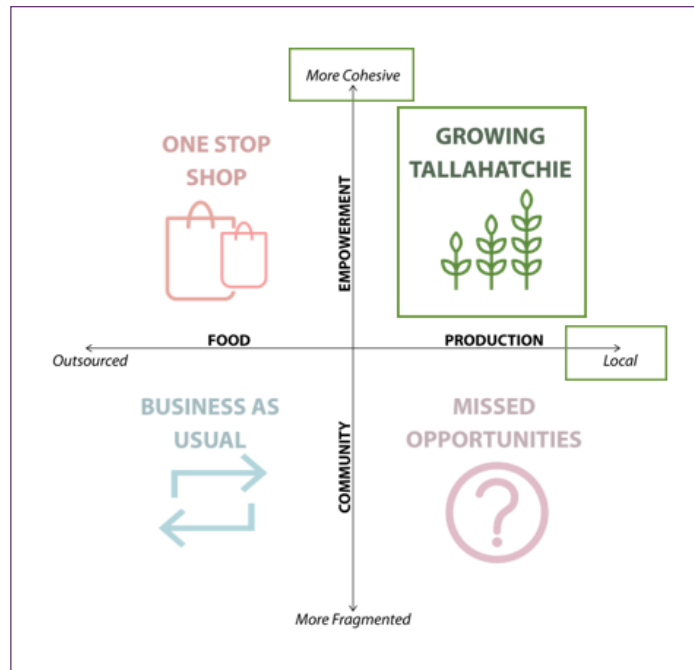 More Cohesive
ONE STOP
SHOP
GROWING
TALLAHATCHIE
EMPOWERMENT
FOOD
PRODUCTION
Outsourced
Local
BUSINESS AS
USUAL
MISSED
OPPORTUNITIES
COMMUNITY
?
More Fragmented